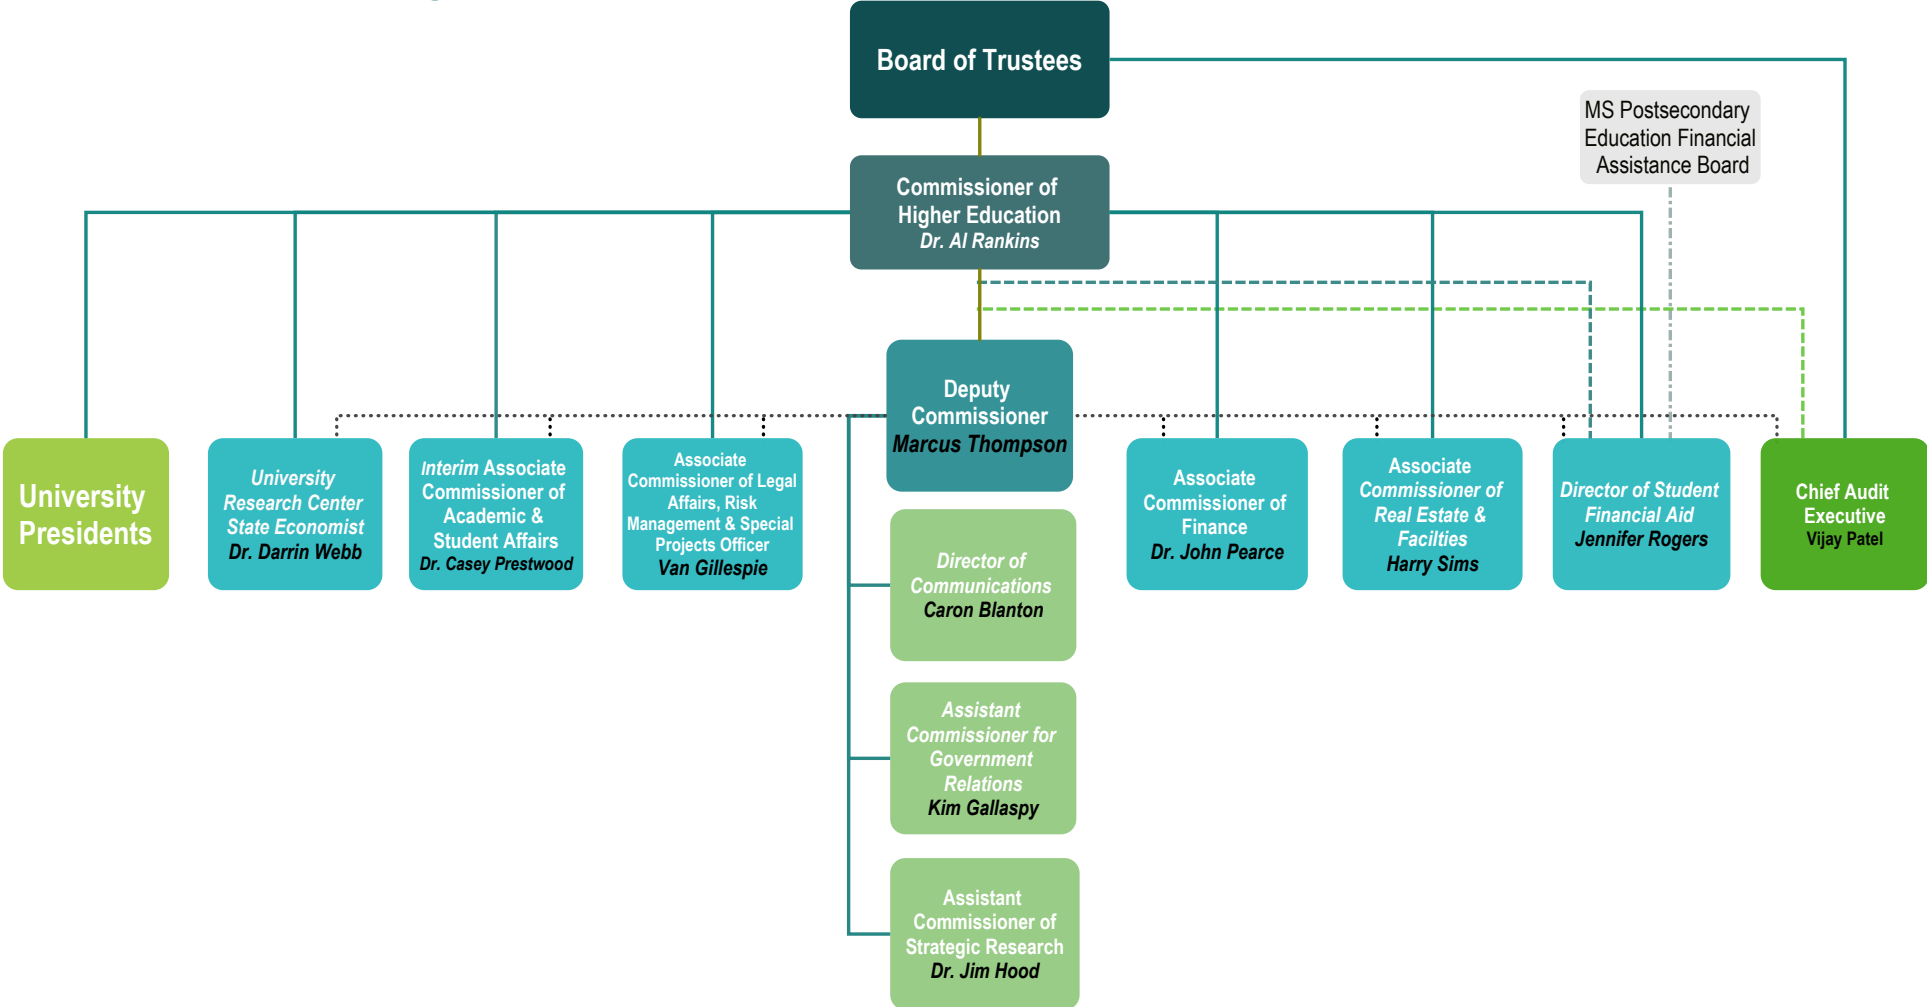 Board of Trustees
MS Postsecondary
Education Financial
Assistance Board
Commissioner of
Higher Education
Dr. Al Rankins
Deputy
Commissioner
Marcus Thompson
University
Presidents
University
Research Center
State Economist
Dr. Darrin Webb
Interim Associate
Commissioner of
Academic &
Student Affairs
Dr. Casey Prestwood
Associate
Commissioner of Legal
Affairs, Risk
Management & Special
Projects Officer
Van Gillespie
Associate
Commissioner of
Finance
Dr. John Pearce
Associate
Commissioner of
Real Estate &
Facilties
Harry Sims
Director of Student
Financial Aid
Jennifer Rogers
Chief Audit
Executive
Vijay Patel
Director of
Communications
Caron Blanton
Assistant
Commissioner for
Government
Relations
Kim Gallaspy
Assistant
Commissioner of
Strategic Research
Dr. Jim Hood